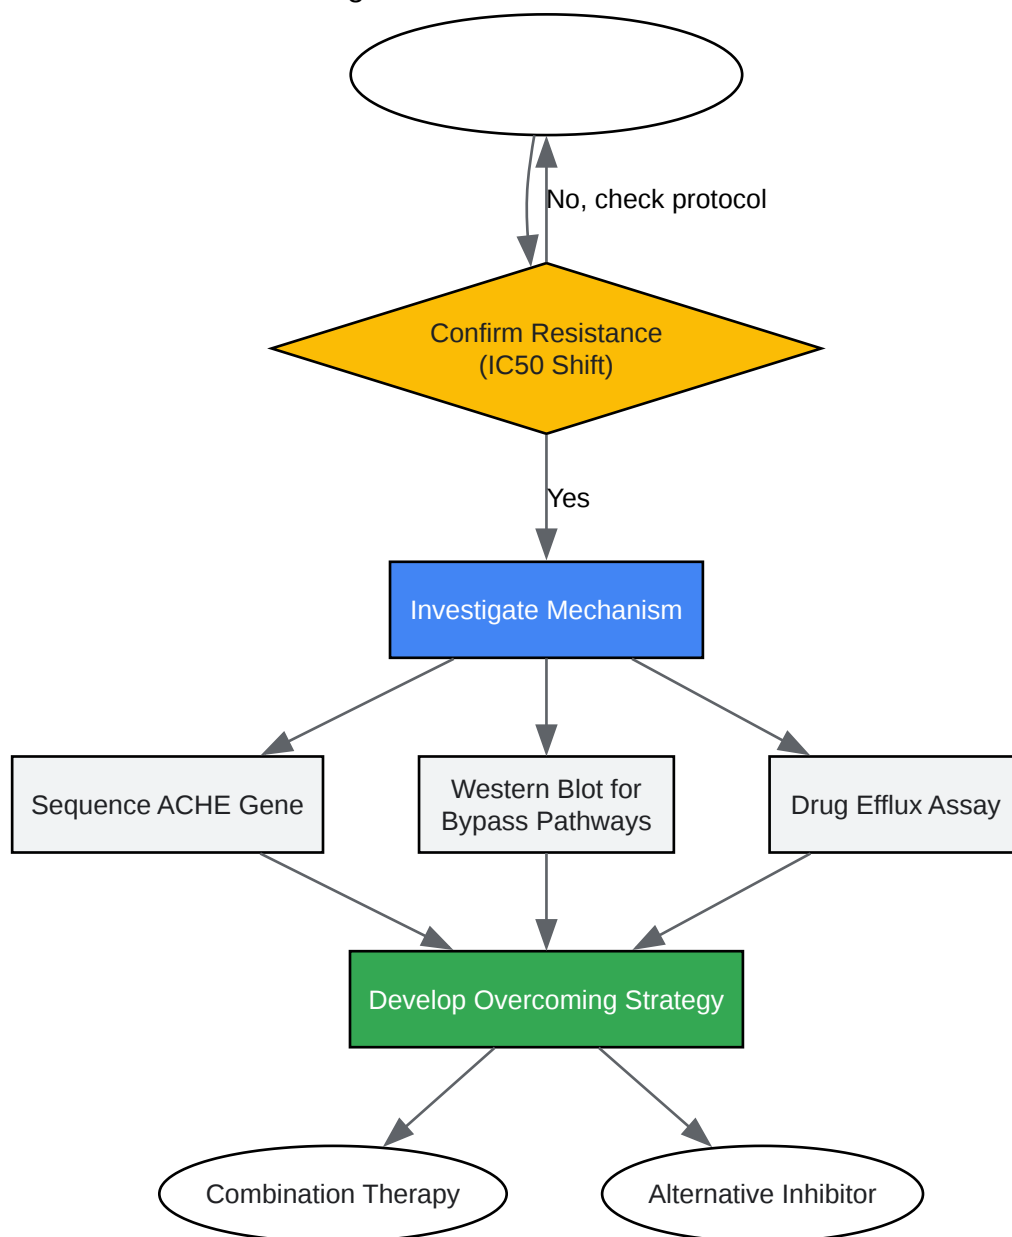 No, check protocol
Confirm Resistance
(IC50 Shift)
Yes
Investigate Mechanism
Sequence ACHE Gene
Western Blot for
Bypass Pathways
Drug Efflux Assay
Develop Overcoming Strategy
Combination Therapy
Alternative Inhibitor